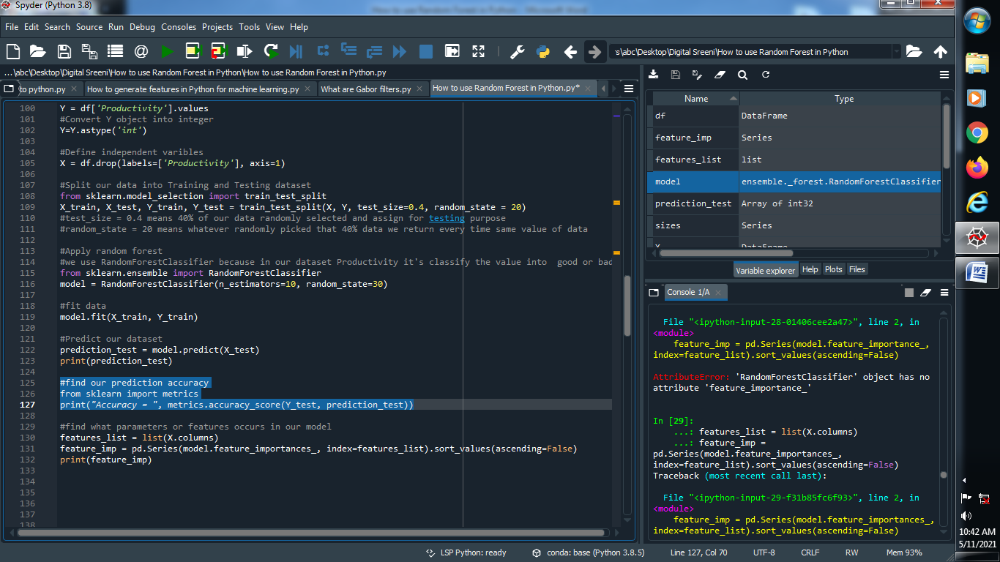 Spyder (Python 3.8)
File Edit Search Source Run Debug Consoles Projects Tools View Help
s\abc\Desktop\Digital Sreeni\How to use Random Forest in Python
...\abc\Desktop\Digital Sreeni\How to use Random Forest in Python\How to use Random Forest in Python.py
to python.py
How to generate features in Python for machine learning.py
What are Gabor filters.py
How to use Random Forest in Python.py*
100 Y = df['Productivity'].values
101 #Convert Y object into integer
102 Y=Y.astype('int')
103
104 #Define independent varibles
105 X = df.drop(labels=['Productivity'], axis=1)
106
107 #Split our data into Training and Testing dataset
108 from sklearn.model_selection import train_test_split
109 X_train, X_test, Y_train, Y_test = train_test_split(X, Y, test_size=0.4, random_state = 20)
110 #test_size = 0.4 means 40% of our data randomly selected and assign for testing purpose
111 #random_state = 20 means whatever randomly picked that 40% data we return every time same value of data
112
113 #Apply random forest
114 #we use RandomForestClassifier because in our dataset Productivity it's classify the value into  good or bad
115 from sklearn.ensemble import RandomForestClassifier
116 model = RandomForestClassifier(n_estimators=10, random_state=30)
117
118 #fit data
119 model.fit(X_train, Y_train)
120
121 #Predict our dataset
122 prediction_test = model.predict(X_test)
123 print(prediction_test)
124
125 #find our prediction accuracy
126 from sklearn import metrics
127 print("Accuracy = ", metrics.accuracy_score(Y_test, prediction_test))
128
129 #find what parameters or features occurs in our model
130 features_list = list(X.columns)
131 feature_imp = pd.Series(model.feature_importances_, index=features_list).sort_values(ascending=False)
132 print(feature_imp)
133
134
135
136
137
138
Name Type
df DataFrame
feature_imp Series
features_list list
model ensemble._forest.RandomForestClassifier
prediction_test Array of int32
sizes Series
X DataFrame
Variable explorer Help Plots Files
Console 1/A
File "<ipython-input-28-01406cee2a47>", line 2, in
<module>
feature_imp = pd.Series(model.feature_importance_,
index=feature_list).sort_values(ascending=False)
AttributeError: 'RandomForestClassifier' object has no
attribute 'feature_importance_'
In [29]:
...: features_list = list(X.columns)
...: feature_imp =
pd.Series(model.feature_importances_,
index=feature_list).sort_values(ascending=False)
Traceback (most recent call last):
File "<ipython-input-29-f31b85fc6f93>", line 2, in
<module>
feature_imp = pd.Series(model.feature_importances_,
index=feature_list).sort_values(ascending=False)
LSP Python: ready conda: base (Python 3.8.5) Line 127, Col 70 UTF-8 CRLF RW Mem 93%
10:42 AM
5/11/2021